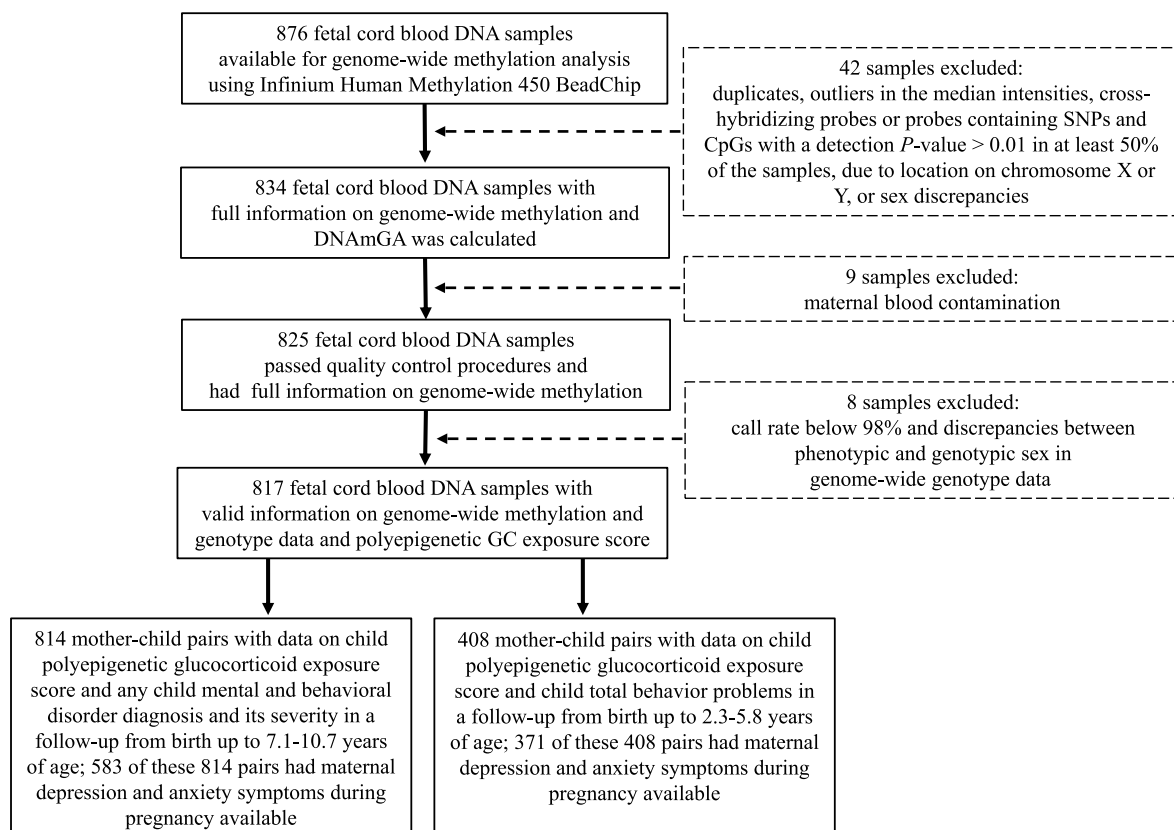 876 fetal cord blood DNA samples
available for genome-wide methylation analysis
using Infinium Human Methylation 450 BeadChip
42 samples excluded:
duplicates, outliers in the median intensities, cross-
hybridizing probes or probes containing SNPs and
CpGs with a detection P-value > 0.01 in at least 50%
of the samples, due to location on chromosome X or
Y, or sex discrepancies
834 fetal cord blood DNA samples with
full information on genome-wide methylation and
DNAmGA was calculated
9 samples excluded:
maternal blood contamination
825 fetal cord blood DNA samples
passed quality control procedures and
had full information on genome-wide methylation
8 samples excluded:
call rate below 98% and discrepancies between
phenotypic and genotypic sex in
genome-wide genotype data
817 fetal cord blood DNA samples with
valid information on genome-wide methylation and
genotype data and polyepigenetic GC exposure score
814 mother-child pairs with data on child
polyepigenetic glucocorticoid exposure
score and any child mental and behavioral
disorder diagnosis and its severity in a
follow-up from birth up to 7.1-10.7 years
of age; 583 of these 814 pairs had maternal
depression and anxiety symptoms during
pregnancy available
408 mother-child pairs with data on child
polyepigenetic glucocorticoid exposure
score and child total behavior problems in
a follow-up from birth up to 2.3-5.8 years
of age; 371 of these 408 pairs had maternal
depression and anxiety symptoms during
pregnancy available